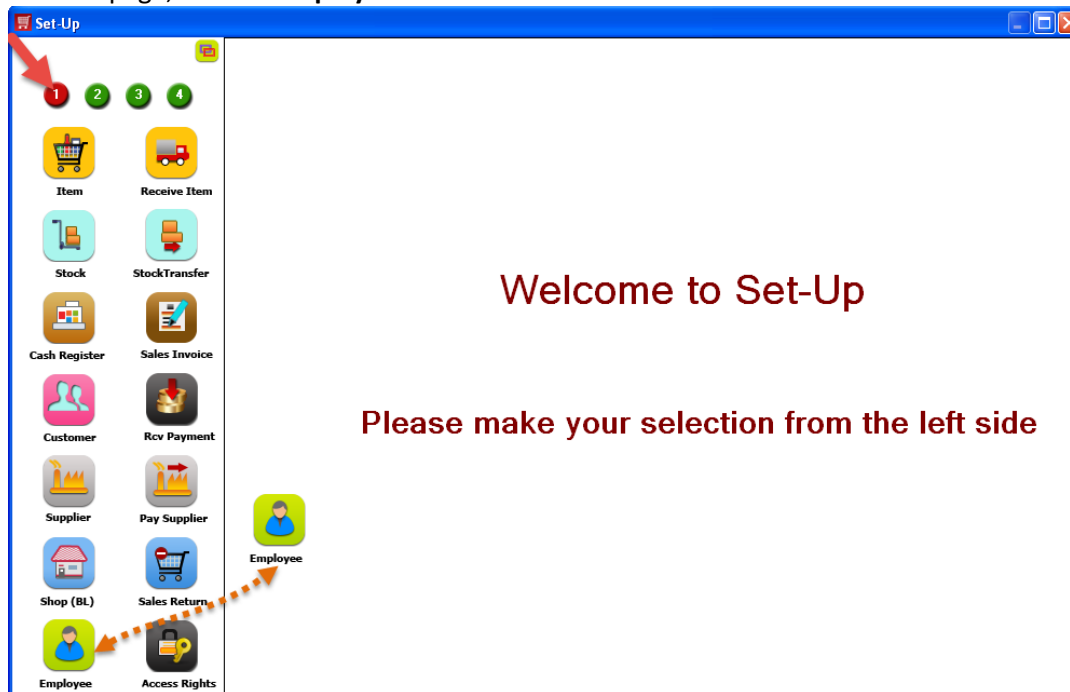 Set-Up
1 2 3 4
Item Receive Item
Stock StockTransfer
Cash Register Sales Invoice
Customer Rcv Payment
Supplier Pay Supplier
Shop (BL) Sales Return
Employee Access Rights
Welcome to Set-Up
Please make your selection from the left side
Employee